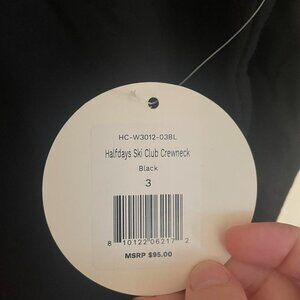 HC-W3012-03BL
Halfdays Ski Club Crewneck
Black
3
8 10122 06217 2
MSRP $95.00